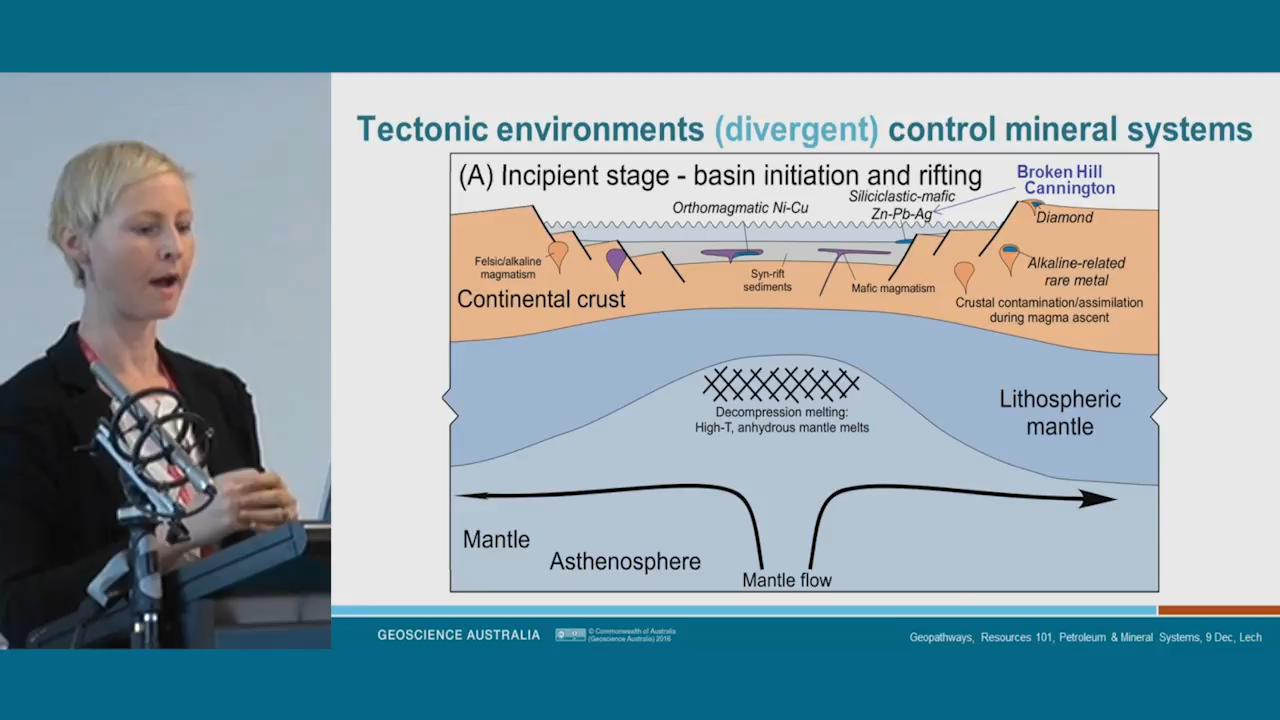 Tectonic environments (divergent) control mineral systems
(A) Incipient stage - basin initiation and rifting
Broken Hill
Cannington
Orthomagmatic Ni-Cu
Siliciclastic-mafic
Zn-Pb-Ag
Diamond
Felsic/alkaline
magmatism
Syn-rift
sediments
Mafic magmatism
Alkaline-related
rare metal
Continental crust
Crustal contamination/assimilation
during magma ascent
Decompression melting:
High-T, anhydrous mantle melts
Lithospheric
mantle
Mantle
Asthenosphere
Mantle flow
GEOSCIENCE AUSTRALIA
© Commonwealth of Australia
(Geoscience Australia) 2016
Geopathways, Resources 101, Petroleum & Mineral Systems, 9 Dec, Lech